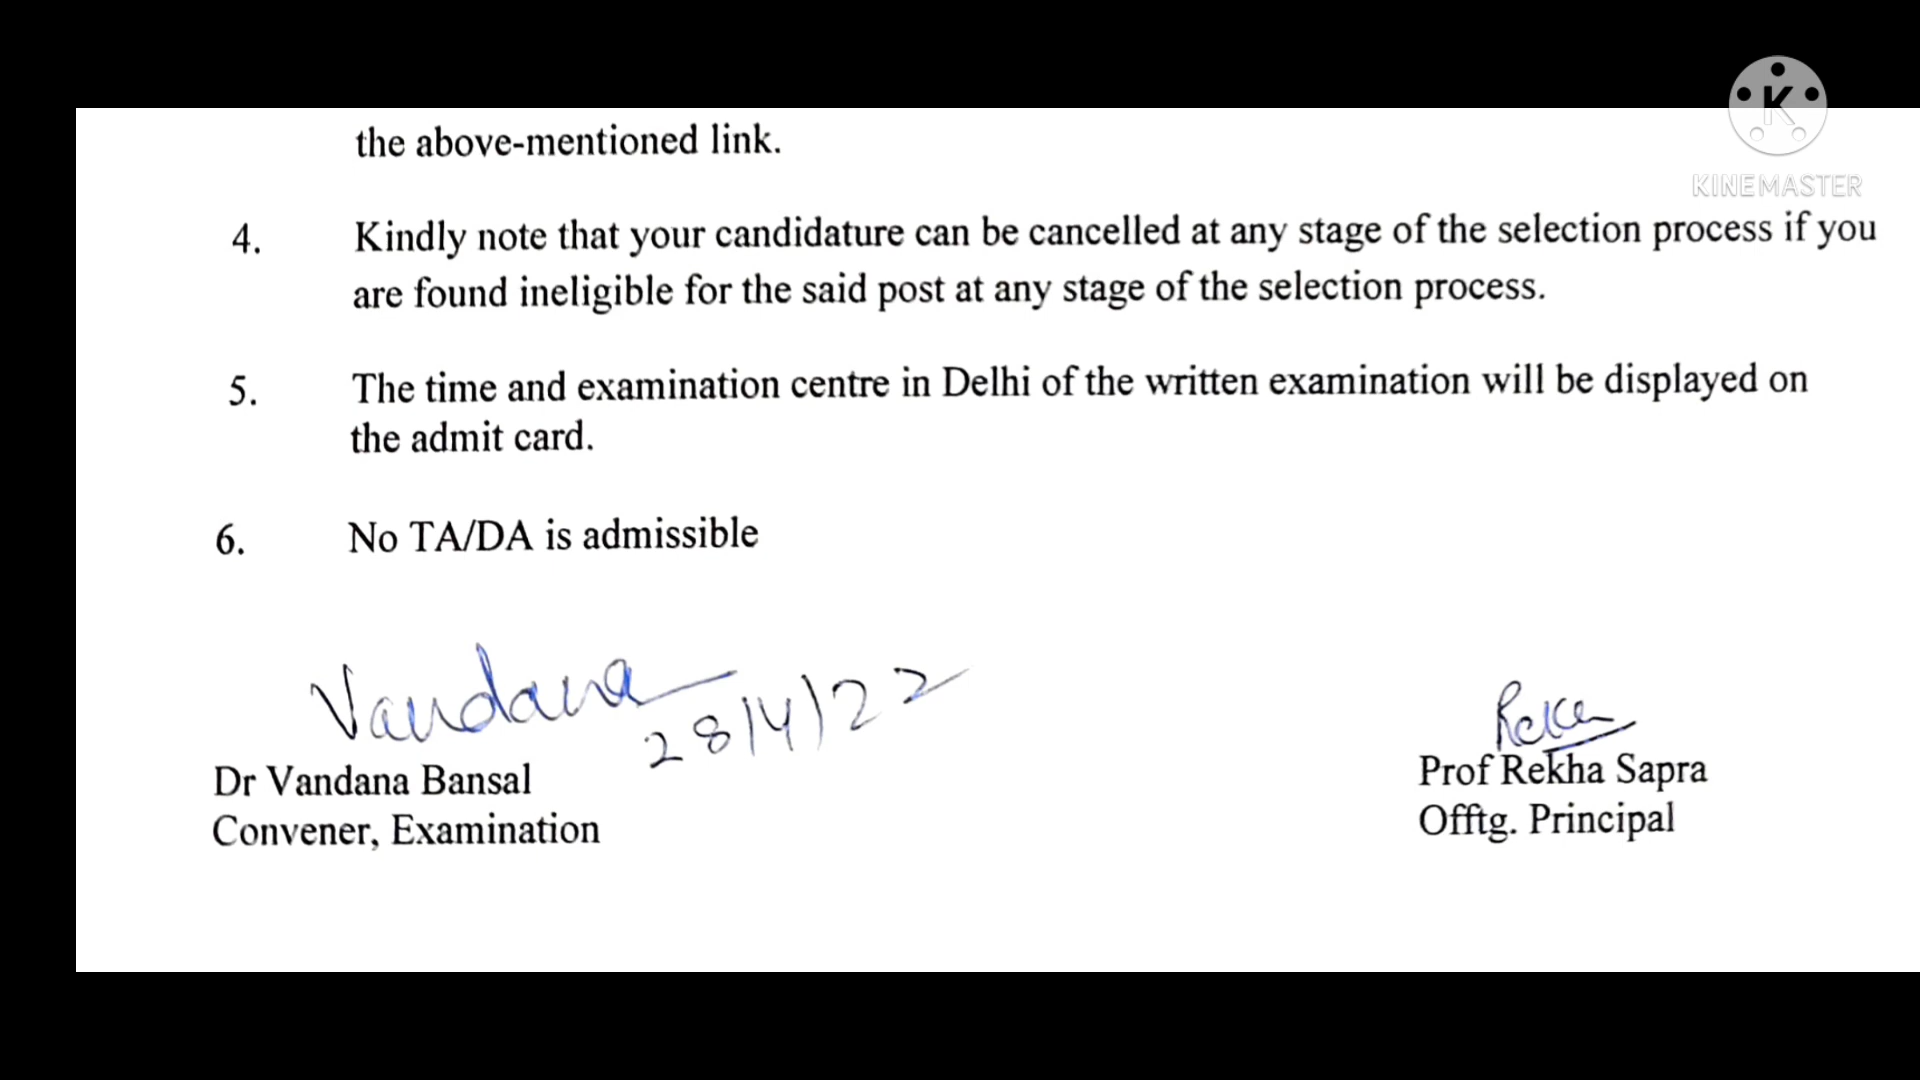 K
KINEMASTER
the above-mentioned link.
4. Kindly note that your candidature can be cancelled at any stage of the selection process if you
are found ineligible for the said post at any stage of the selection process.
5. The time and examination centre in Delhi of the written examination will be displayed on
the admit card.
6. No TA/DA is admissible
Vandana
28/4/22
Dr Vandana Bansal
Convener, Examination
Prof Rekha Sapra
Offtg. Principal